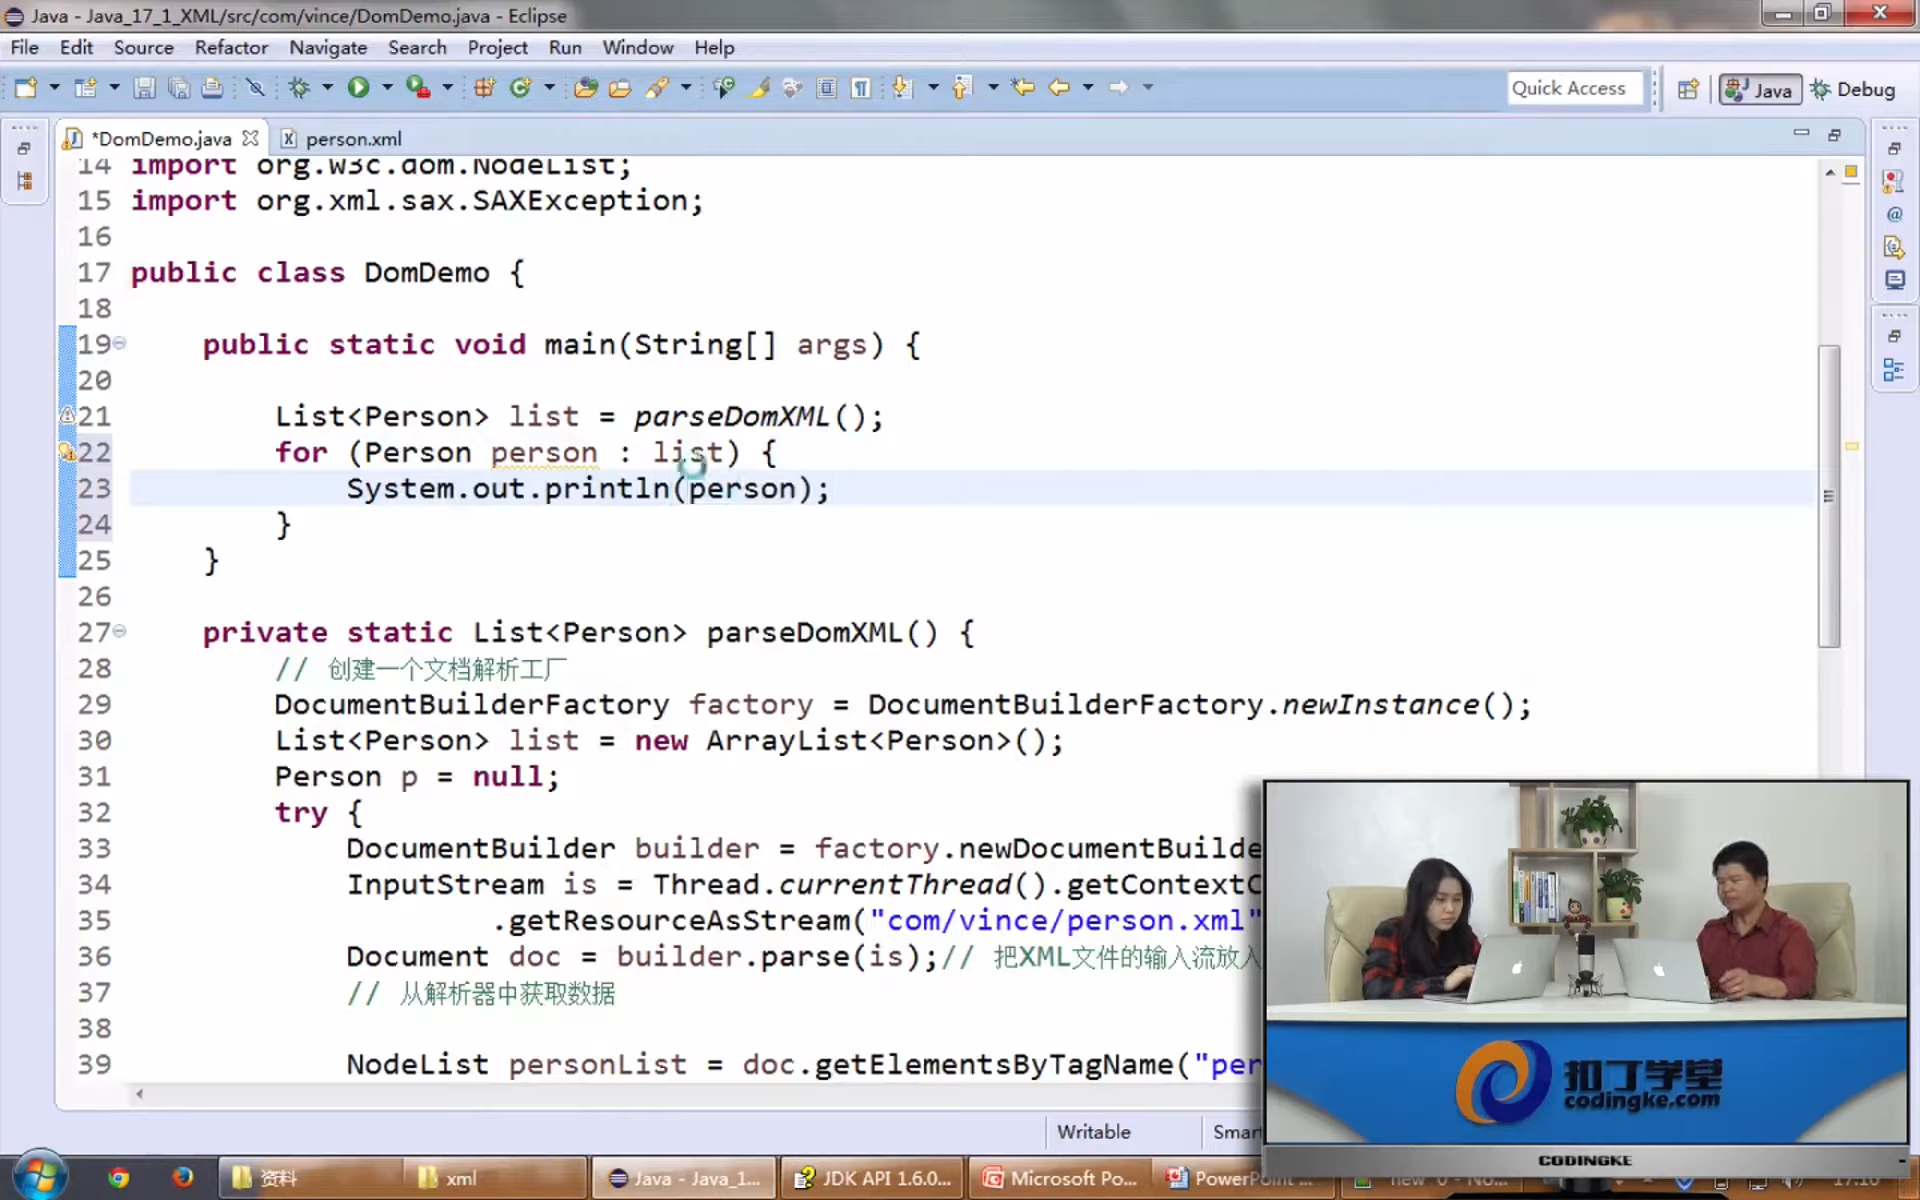 Java - Java_17_1_XML/src/com/vince/DomDemo.java - Eclipse
File Edit Source Refactor Navigate Search Project Run Window Help
Quick Access Java Debug
*DomDemo.java person.xml
14 import org.w3c.dom.NodeList;
15 import org.xml.sax.SAXException;
16
17 public class DomDemo {
18
19 public static void main(String[] args) {
20
21 List<Person> list = parseDomXML();
22 for (Person person : list) {
23 System.out.println(person);
24 }
25 }
26
27 private static List<Person> parseDomXML() {
28 // 创建一个文档解析工厂
29 DocumentBuilderFactory factory = DocumentBuilderFactory.newInstance();
30 List<Person> list = new ArrayList<Person>();
31 Person p = null;
32 try {
33 DocumentBuilder builder = factory.newDocumentBuilde
34 InputStream is = Thread.currentThread().getContextC
35 .getResourceAsStream("com/vince/person.xml"
36 Document doc = builder.parse(is);// 把XML文件的输入流放入
37 // 从解析器中获取数据
38
39 NodeList personList = doc.getElementsByTagName("per
扣丁学堂
codingke.com
CODINGKE
Writable Smar
资料 xml Java - Java_1... JDK API 1.6.0... Microsoft Po... PowerPoint